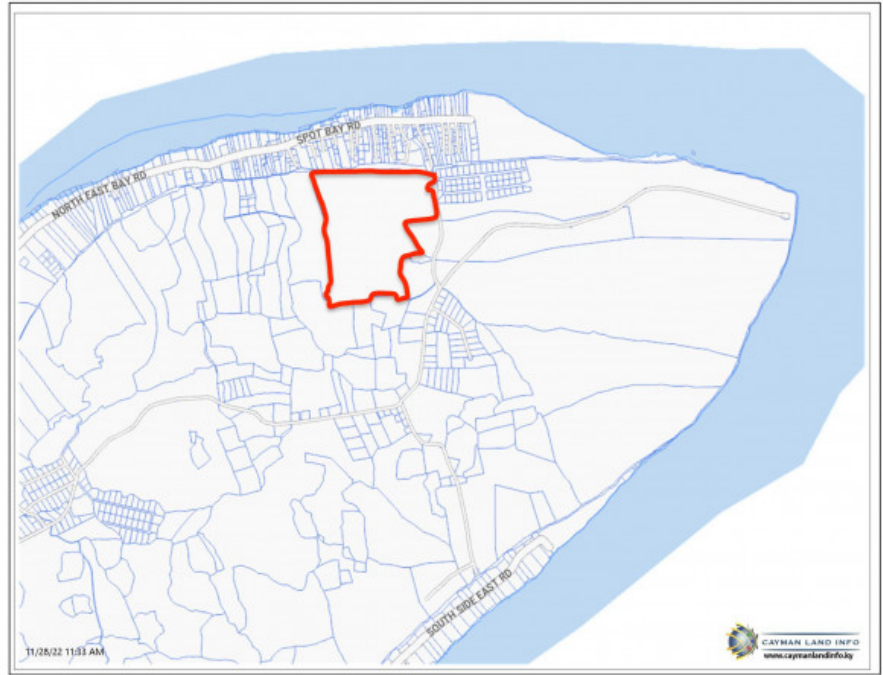 SPOT BAY RD
NORTH EAST BAY RD
SOUTH SIDE EAST RD
11/28/22 11:33 AM
CAYMAN LAND INFO
www.caymanlandinfo.ky